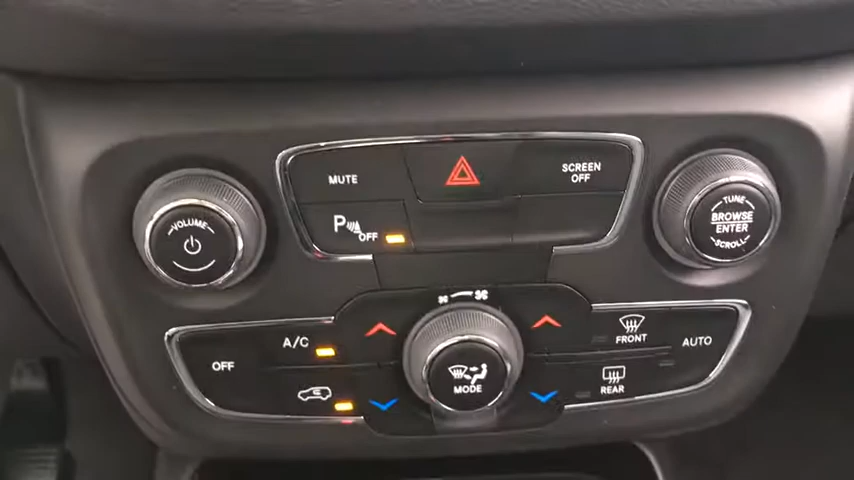 MUTE
SCREEN
OFF
VOLUME
P OFF
TUNE
BROWSE
ENTER
SCROLL
A/C
FRONT
AUTO
OFF
MODE
REAR